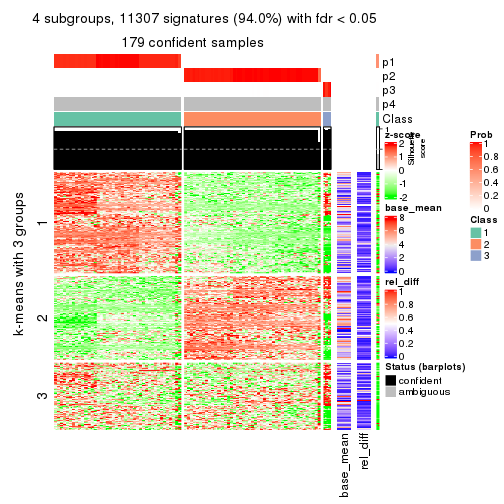 4 subgroups, 11307 signatures (94.0%) with fdr < 0.05
179 confident samples
p1
p2
p3
p4
Class
1
Silhouette
score
k-means with 3 groups
1
2
3
base_mean
rel_diff
z-score
2
1
0
-1
-2
base_mean
8
6
4
2
0
rel_diff
1
0.8
0.6
0.4
0.2
0
Status (barplots)
confident
ambiguous
Prob
1
0.8
0.6
0.4
0.2
0
Class
1
2
3